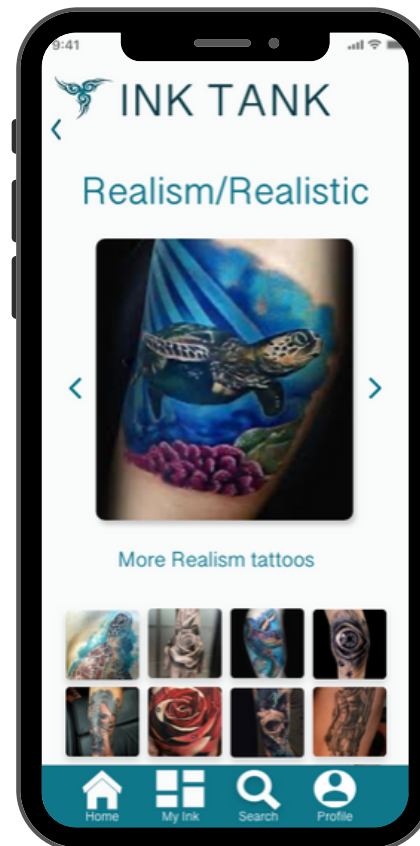 9:41
INK TANK
Realism/Realistic
More Realism tattoos
Home My Ink Search Profile